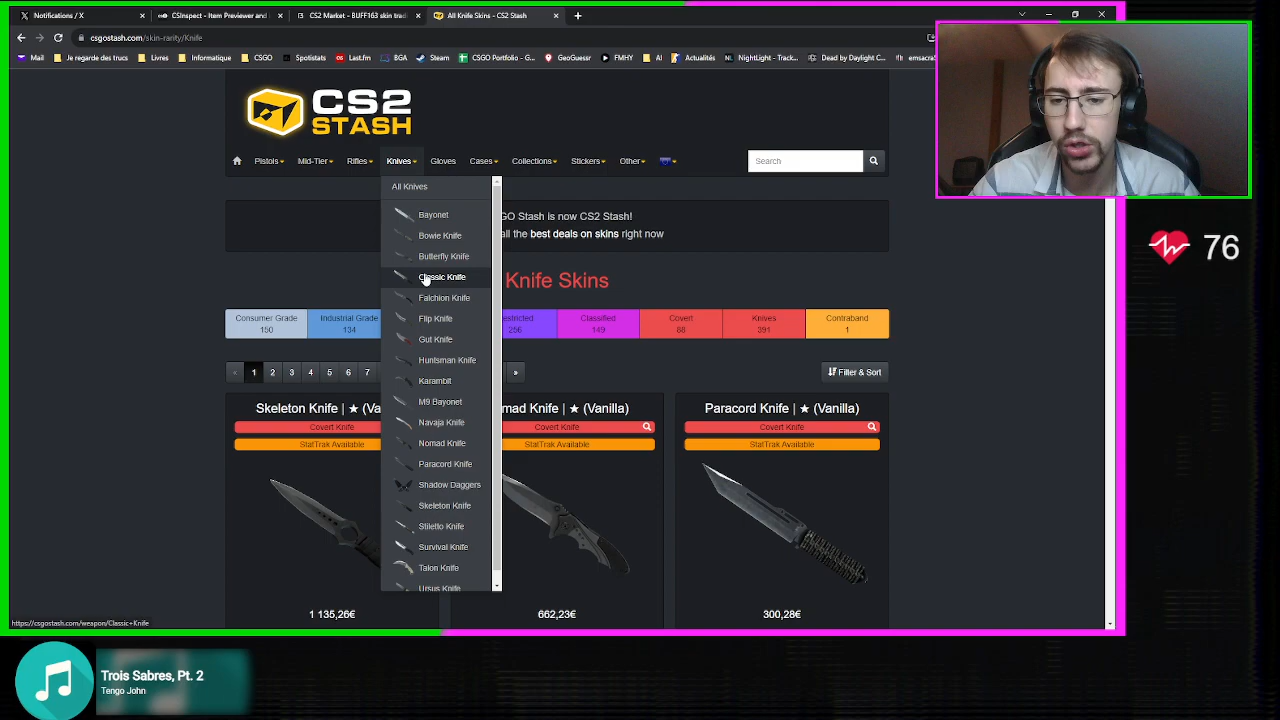 Notifications / X
CSInspect - Item Previewer and
CS2 Market - BUFF163 skin trad
All Knife Skins - CS2 Stash
csgostash.com/skin-rarity/Knife
Mail
Je regarde des trucs
Livres
Informatique
CSGO
Spotistats
Last.fm
BGA
Steam
CSGO Portfolio - G...
GeoGuessr
FMHY
AI
Actualités
NightLight - Track...
Dead by Daylight C...
emsacra
CS2
STASH
Pistols
Mid-Tier
Rifles
Knives
Gloves
Cases
Collections
Stickers
Other
Search
All Knives
Bayonet
Bowie Knife
Butterfly Knife
Classic Knife
Falchion Knife
Flip Knife
Gut Knife
Huntsman Knife
Karambit
M9 Bayonet
Navaja Knife
Nomad Knife
Paracord Knife
Shadow Daggers
Skeleton Knife
Stiletto Knife
Survival Knife
Talon Knife
Ursus Knife
GO Stash is now CS2 Stash!
all the best deals on skins right now
Knife Skins
Consumer Grade
150
Industrial Grade
134
estricted
256
Classified
149
Covert
88
Knives
391
Contraband
1
« 1 2 3 4 5 6 7 »
Filter & Sort
Skeleton Knife | ★ (Va
Covert Knife
StatTrak Available
1 135,26€
mad Knife | ★ (Vanilla)
Covert Knife
StatTrak Available
662,23€
Paracord Knife | ★ (Vanilla)
Covert Knife
StatTrak Available
300,28€
https://csgostash.com/weapon/Classic+Knife
76
Trois Sabres, Pt. 2
Tengo John